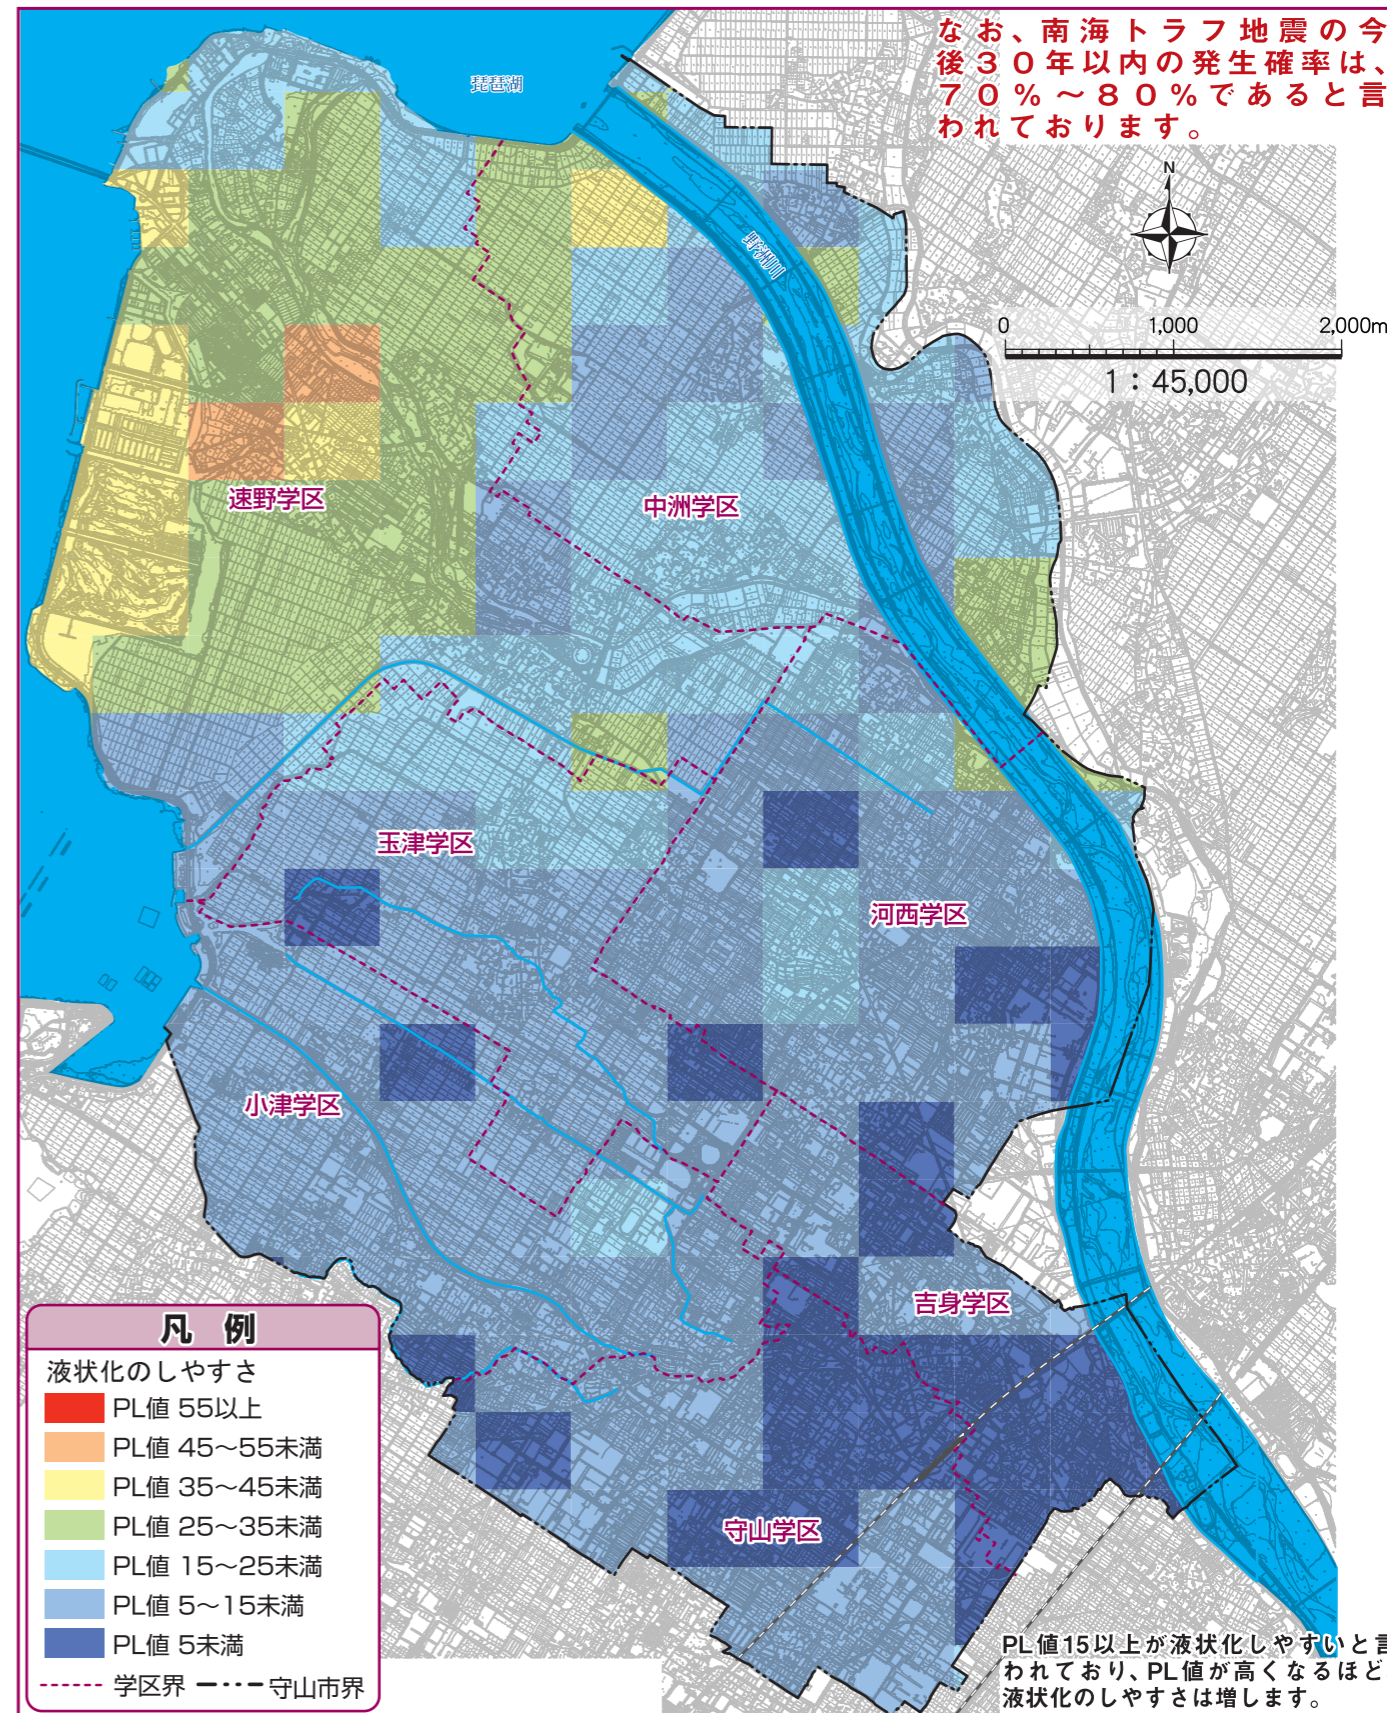 なお、南海トラフ地震の今
後３０年以内の発生確率は、
７０％～８０％であると言
われております。
琵琶湖
N
野洲川
0 1,000 2,000m
1：45,000
速野学区
中洲学区
玉津学区
河西学区
小津学区
吉身学区
守山学区
凡 例
液状化のしやすさ
PL値 55以上
PL値 45～55未満
PL値 35～45未満
PL値 25～35未満
PL値 15～25未満
PL値 5～15未満
PL値 5未満
学区界 守山市界
PL値15以上が液状化しやすいと言
われており、PL値が高くなるほど
液状化のしやすさは増します。